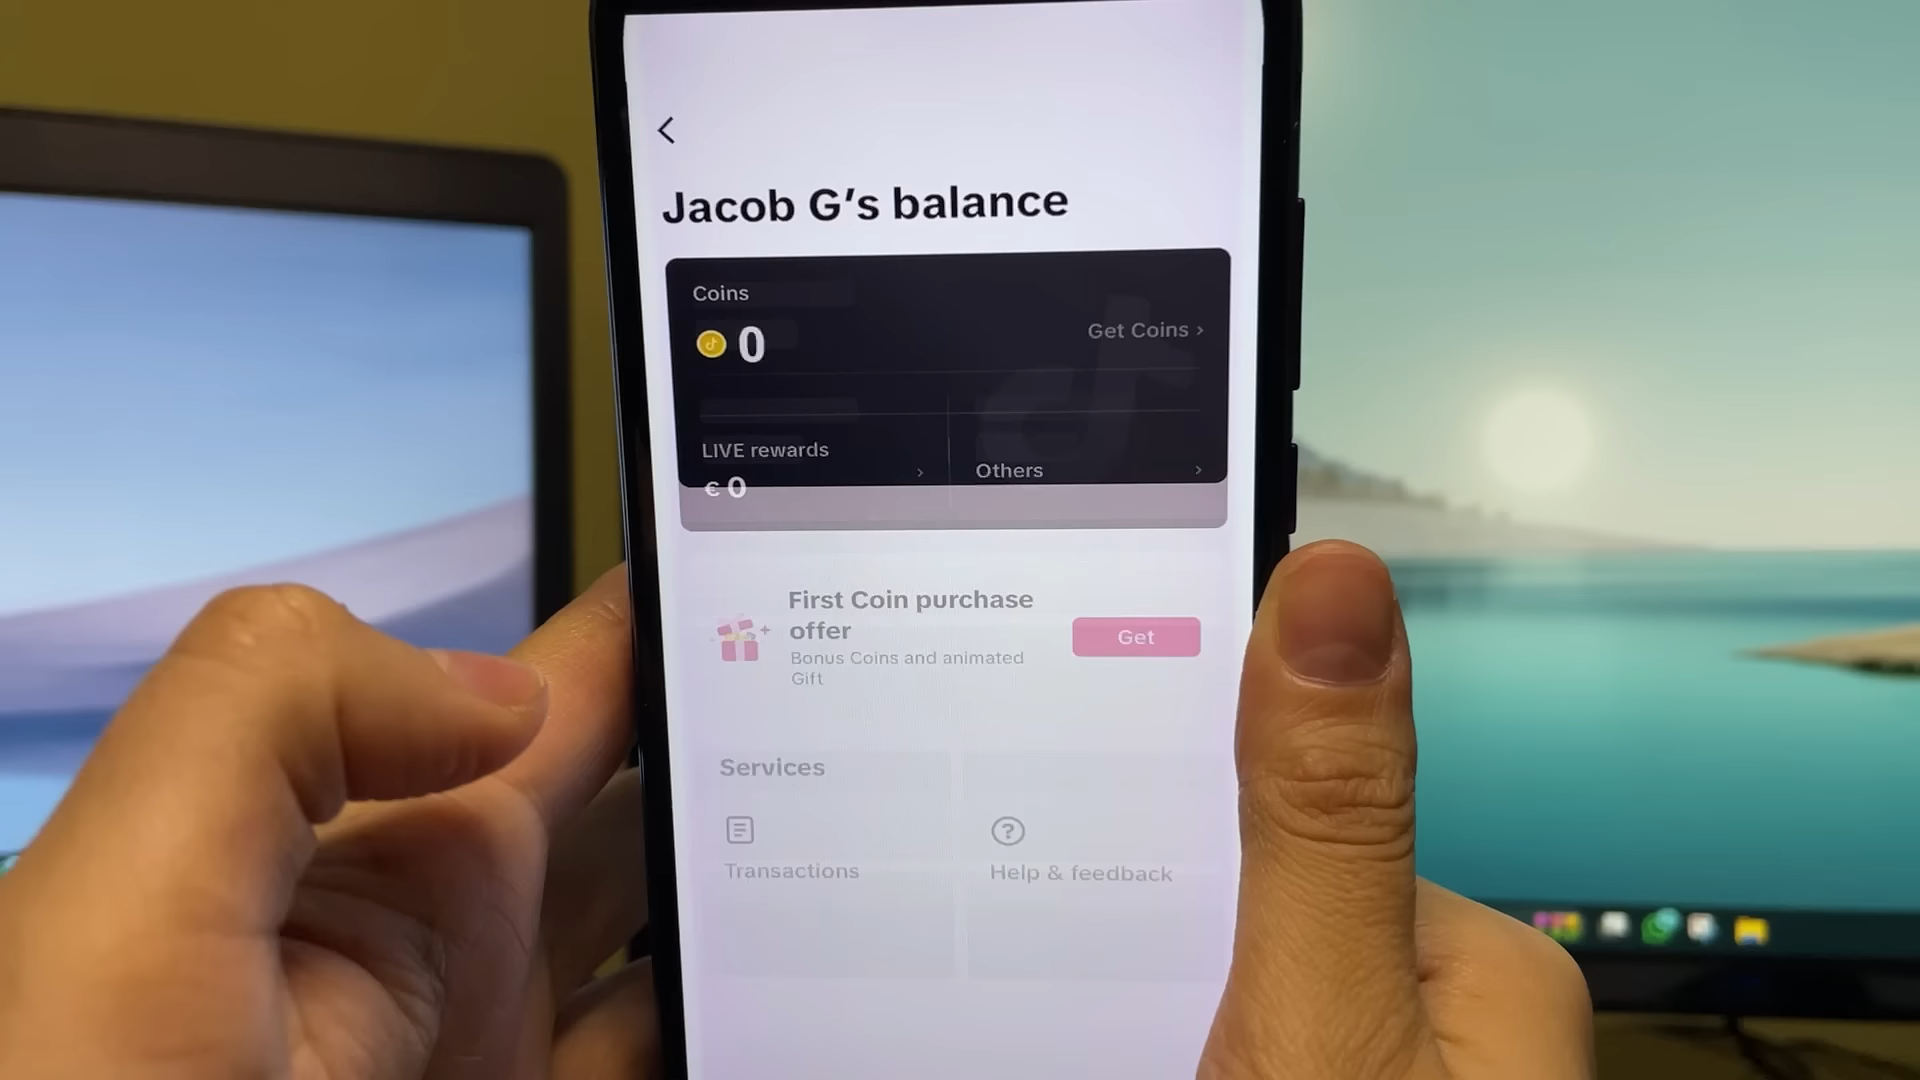 Jacob G's balance
Coins
0
Get Coins
LIVE rewards
€ 0
Others
First Coin purchase
offer
Bonus Coins and animated
Gift
Get
Services
Transactions
Help & feedback